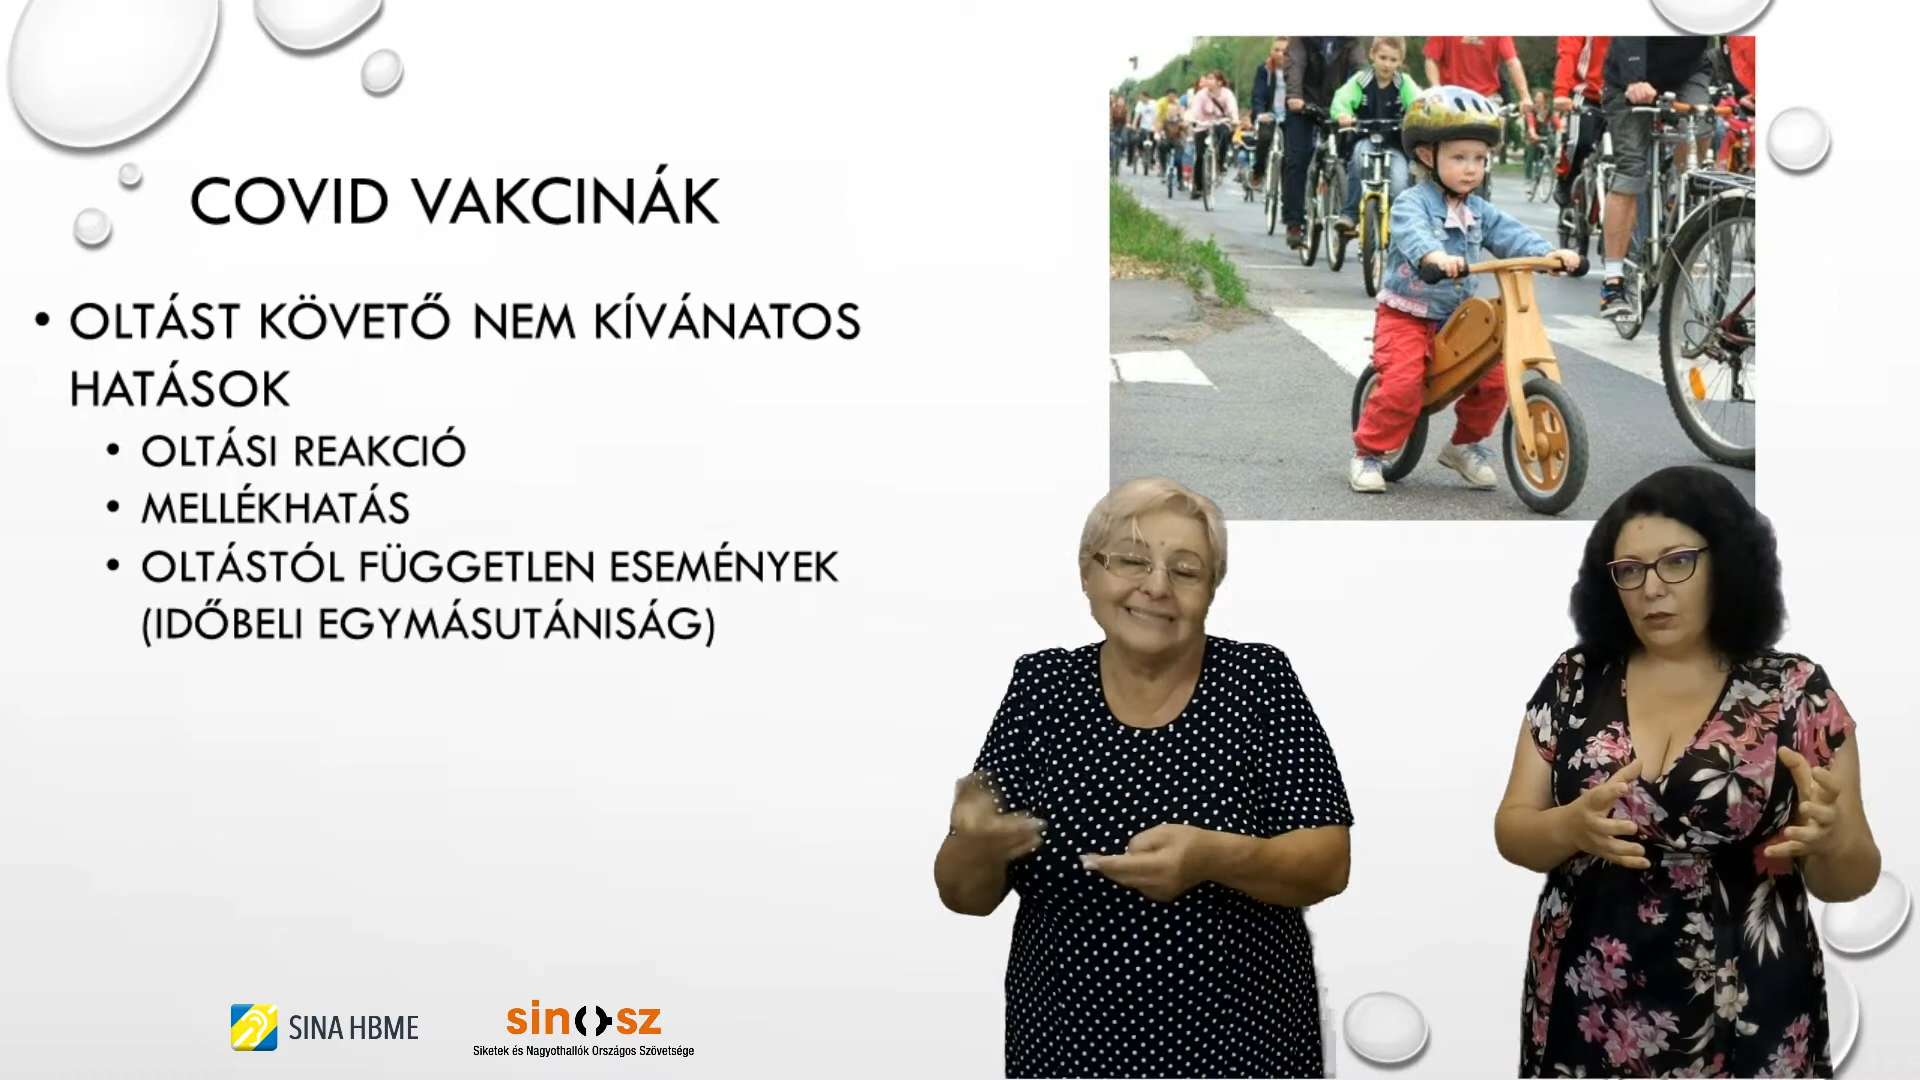 COVID VAKCINÁK
• OLTÁST KÖVETŐ NEM KÍVÁNATOS
HATÁSOK
• OLTÁSI REAKCIÓ
• MELLÉKHATÁS
• OLTÁSTÓL FÜGGETLEN ESEMÉNYEK
(IDŐBELI EGYMÁSUTÁNISÁG)
SINA HBME
sinosz
Siketek és Nagyothallók Országos Szövetsége